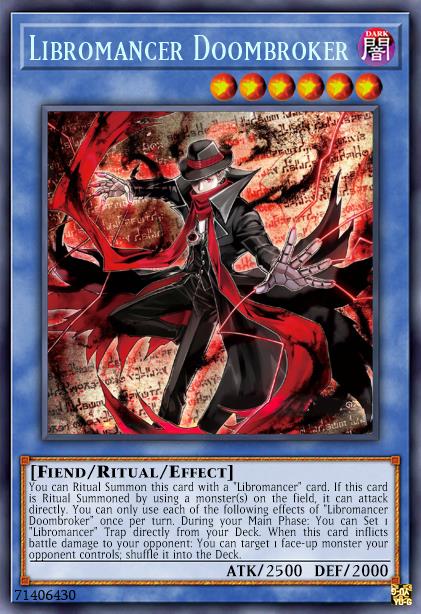 Libromancer Doombroker
DARK
闇
[Fiend/Ritual/Effect]
You can Ritual Summon this card with a "Libromancer" card. If this card
is Ritual Summoned by using a monster(s) on the field, it can attack
directly. You can only use each of the following effects of "Libromancer
Doombroker" once per turn. During your Main Phase: You can Set 1
"Libromancer" Trap directly from your Deck. When this card inflicts
battle damage to your opponent: You can target 1 face-up monster your
opponent controls; shuffle it into the Deck.
ATK/2500 DEF/2000
71406430